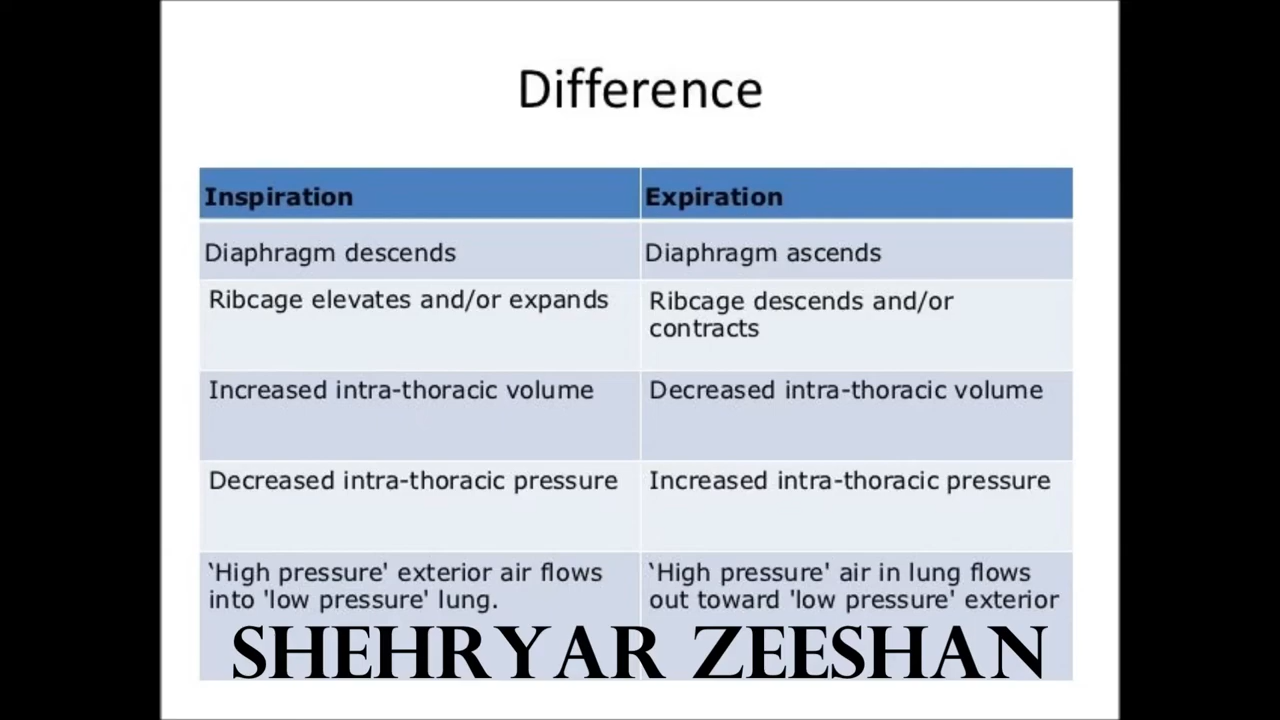 Difference
Inspiration
Expiration
Diaphragm descends
Diaphragm ascends
Ribcage elevates and/or expands
Ribcage descends and/or
contracts
Increased intra-thoracic volume
Decreased intra-thoracic volume
Decreased intra-thoracic pressure
Increased intra-thoracic pressure
‘High pressure' exterior air flows
into 'low pressure' lung.
‘High pressure' air in lung flows
out toward 'low pressure' exterior
SHEHRYAR ZEESHAN